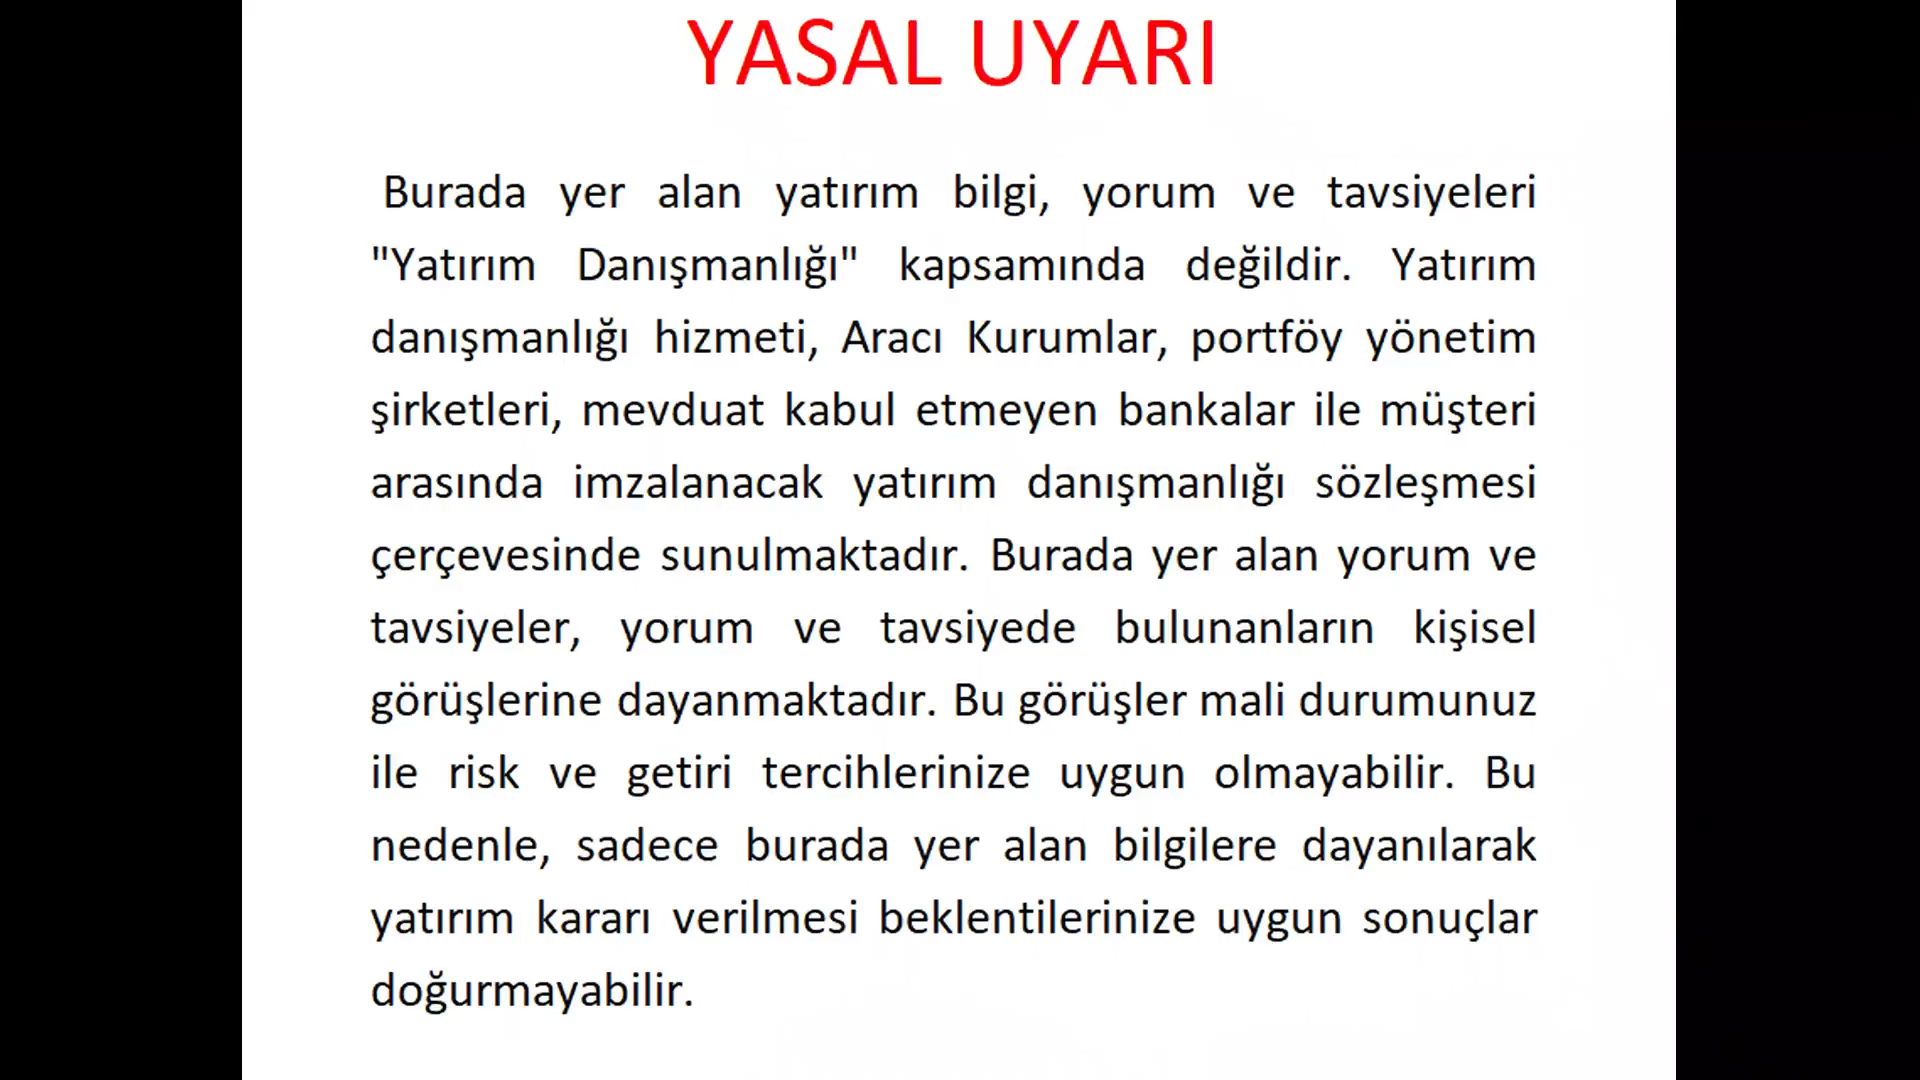 YASAL UYARI
Burada yer alan yatırım bilgi, yorum ve tavsiyeleri
"Yatırım Danışmanlığı" kapsamında değildir. Yatırım
danışmanlığı hizmeti, Aracı Kurumlar, portföy yönetim
şirketleri, mevduat kabul etmeyen bankalar ile müşteri
arasında imzalanacak yatırım danışmanlığı sözleşmesi
çerçevesinde sunulmaktadır. Burada yer alan yorum ve
tavsiyeler, yorum ve tavsiyede bulunanların kişisel
görüşlerine dayanmaktadır. Bu görüşler mali durumunuz
ile risk ve getiri tercihlerinize uygun olmayabilir. Bu
nedenle, sadece burada yer alan bilgilere dayanılarak
yatırım kararı verilmesi beklentilerinize uygun sonuçlar
doğurmayabilir.